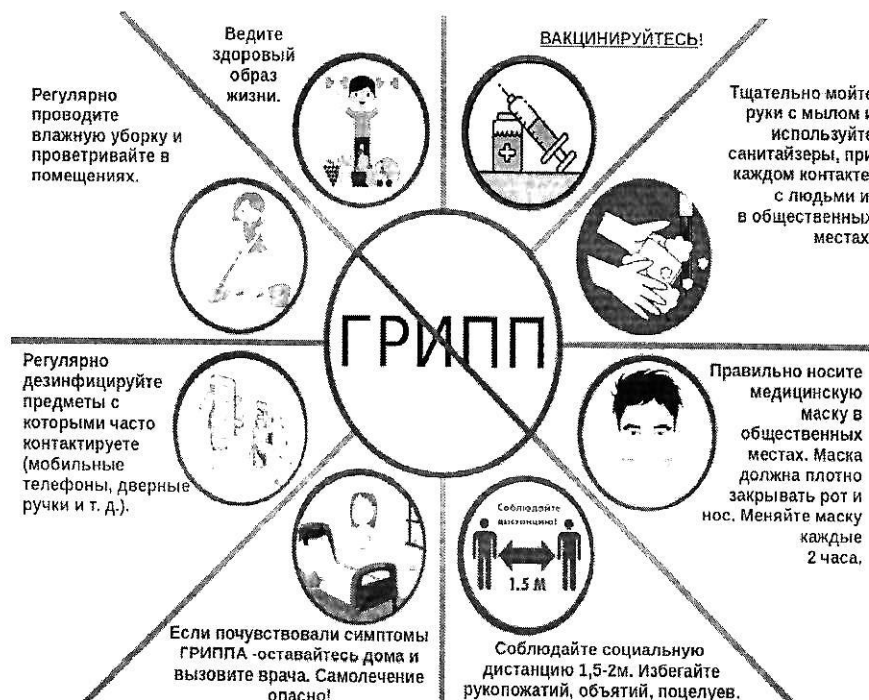 Ведите
здоровый
образ
жизни.
ВАКЦИНИРУЙТЕСЬ!
Регулярно
проводите
влажную уборку и
проветривайте в
помещениях.
Тщательно мойте
руки с мылом и
используйте
санитайзеры, при
каждом контакте
с людьми и
в общественных
местах
ГРИПП
Регулярно
дезинфицируйте
предметы с
которыми часто
контактируете
(мобильные
телефоны, дверные
ручки и т. д.).
Правильно носите
медицинскую
маску в
общественных
местах. Маска
должна плотно
закрывать рот и
нос. Меняйте маску
каждые
2 часа.
Соблюдайте
дистанцию!
1.5 М
Если почувствовали симптомы
ГРИППА -оставайтесь дома и
вызовите врача. Самолечение
опасно!
Соблюдайте социальную
дистанцию 1,5-2м. Избегайте
рукопожатий, объятий, поцелуев.